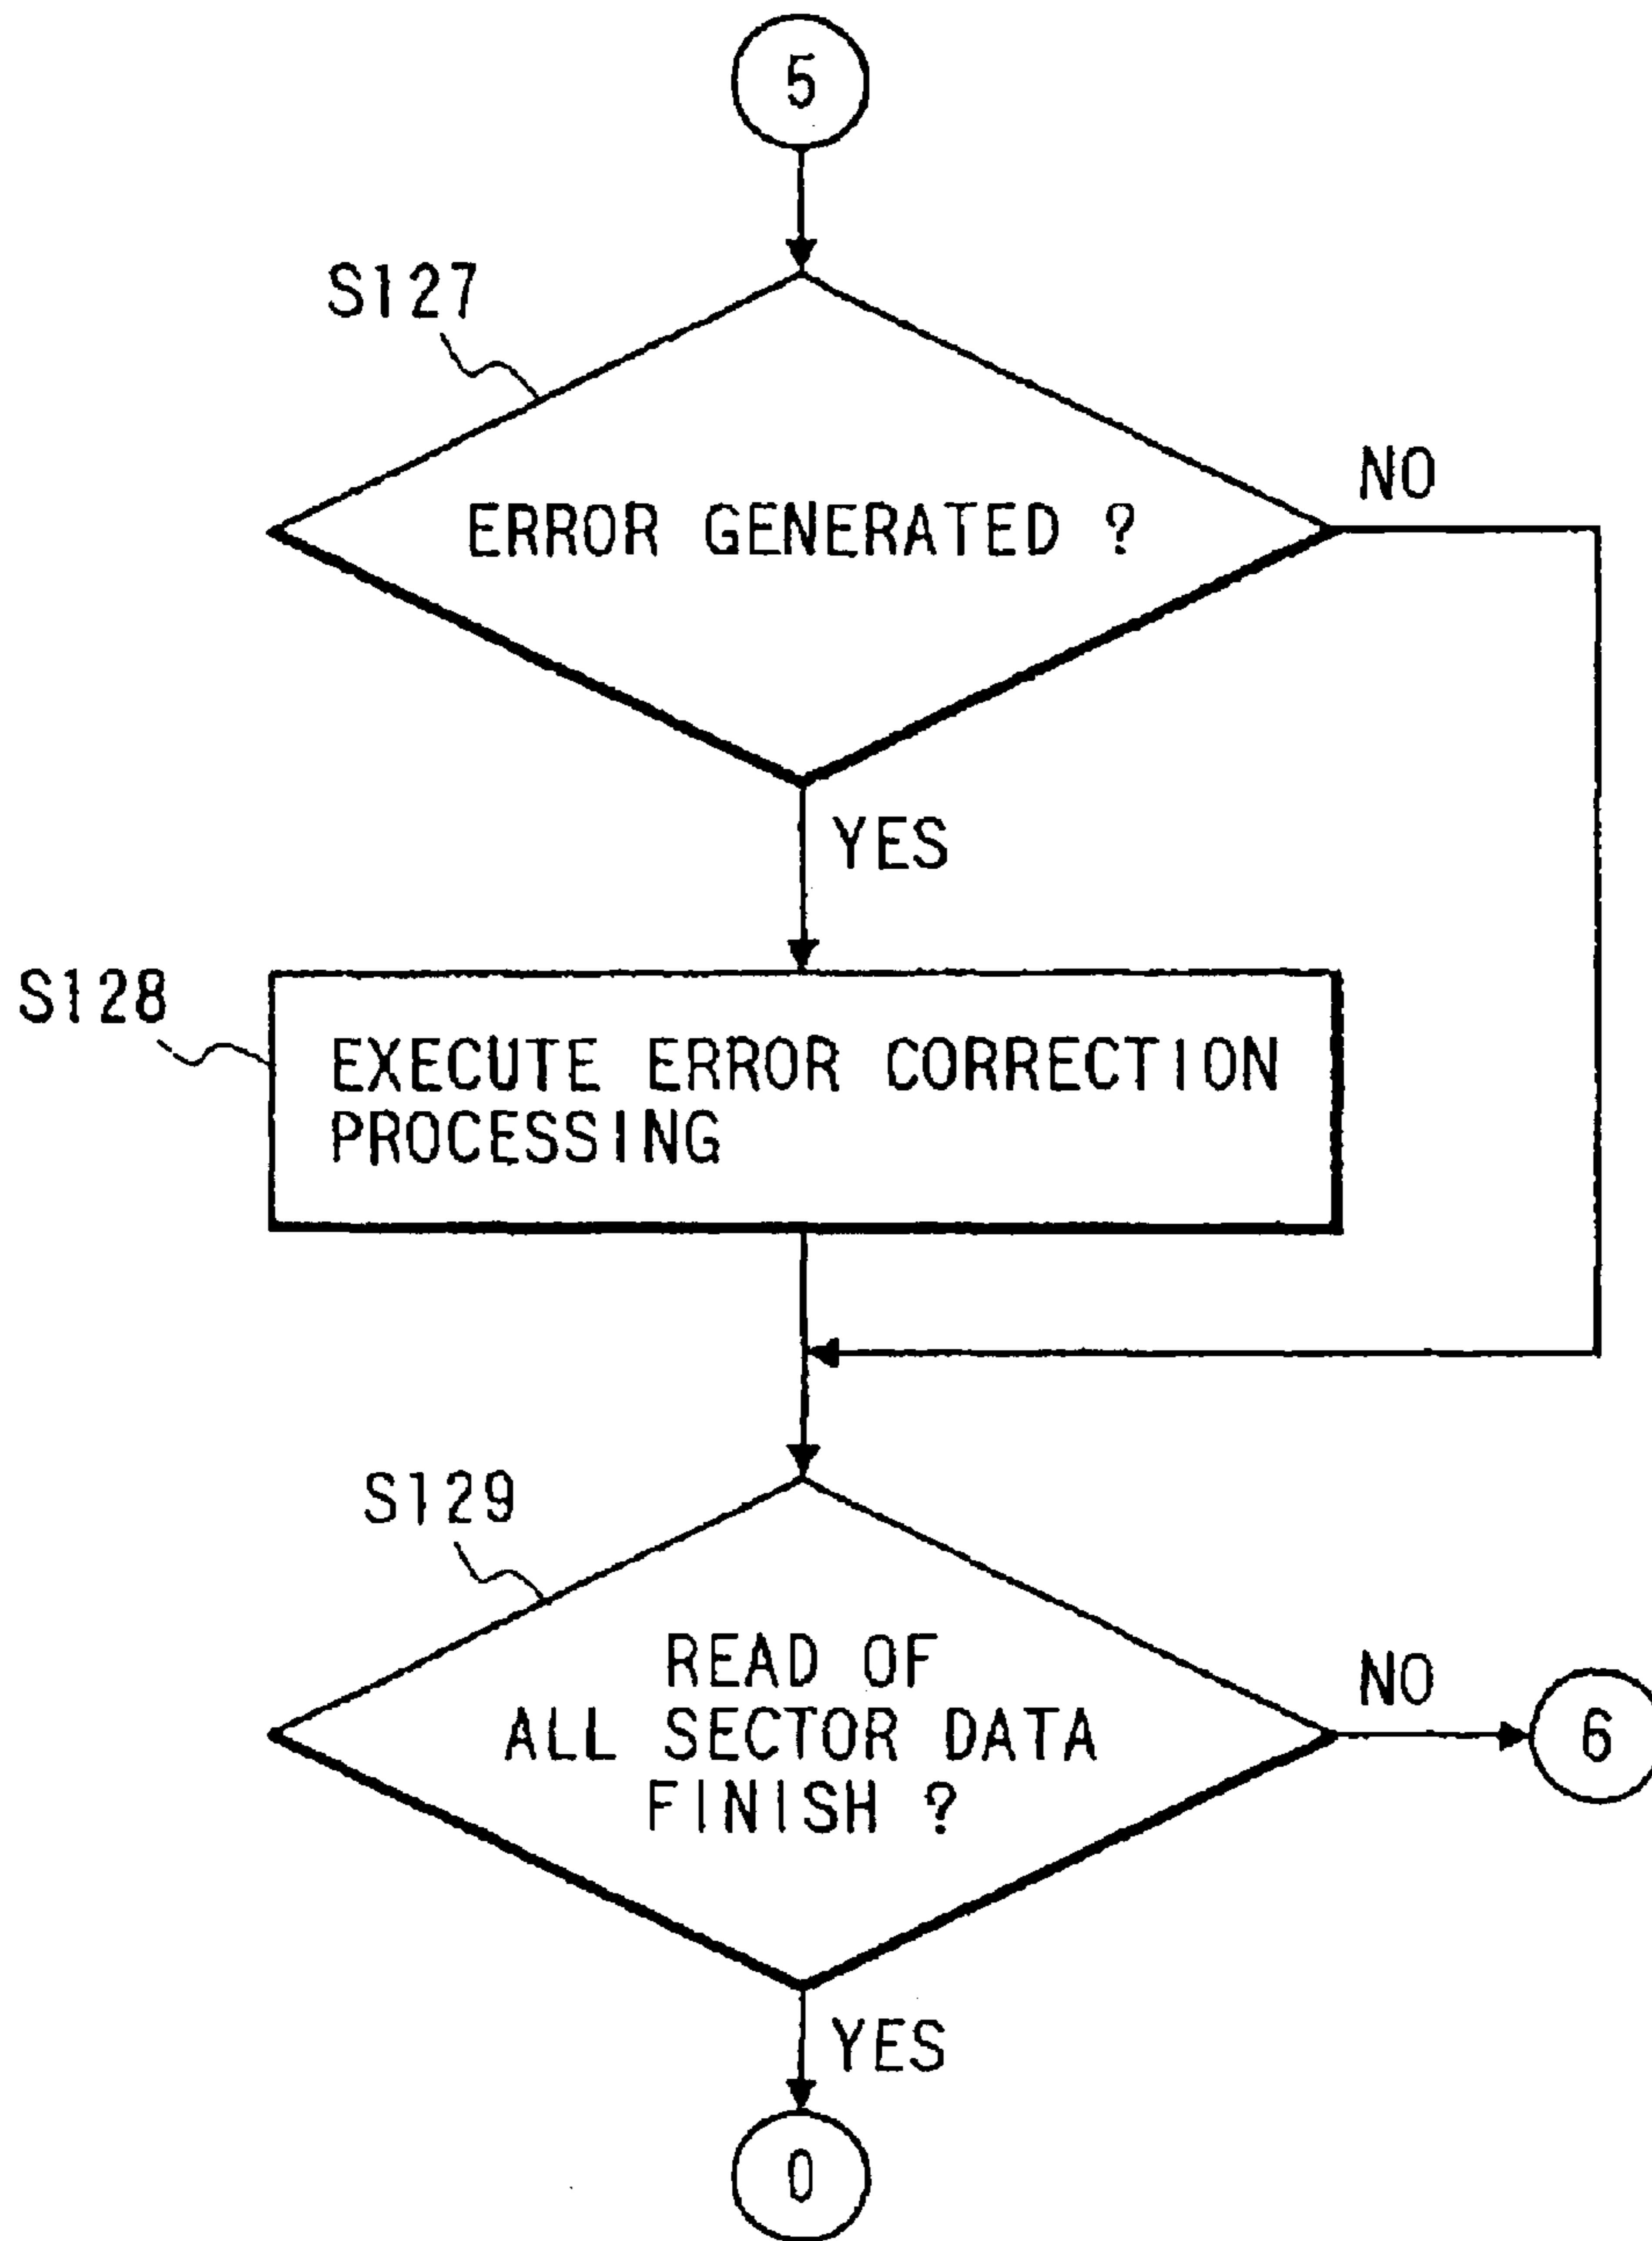 5
S127
NO
ERROR GENERATED ?
YES
S128
EXECUTE ERROR CORRECTION
PROCESSING
S129
READ OF
ALL SECTOR DATA
FINISH ?
NO
6
YES
0